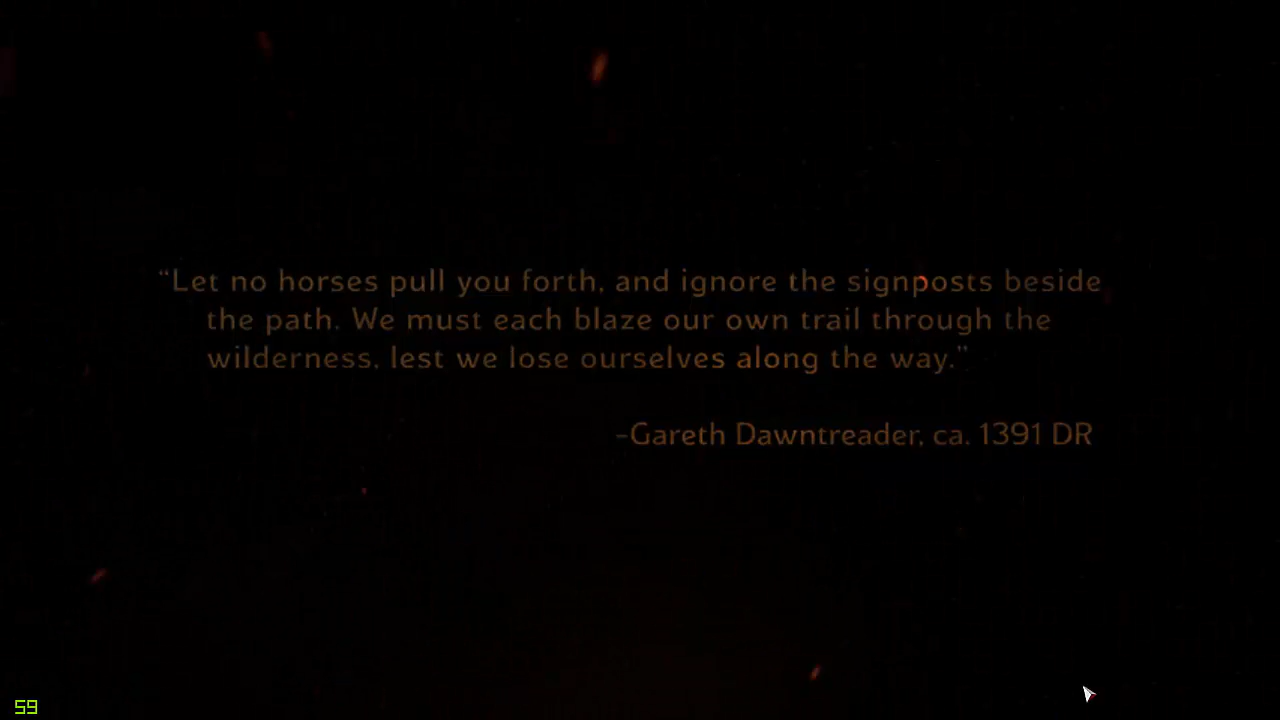 “Let no horses pull you forth, and ignore the signposts beside
the path. We must each blaze our own trail through the
wilderness, lest we lose ourselves along the way.”
–Gareth Dawntreader, ca. 1391 DR
59